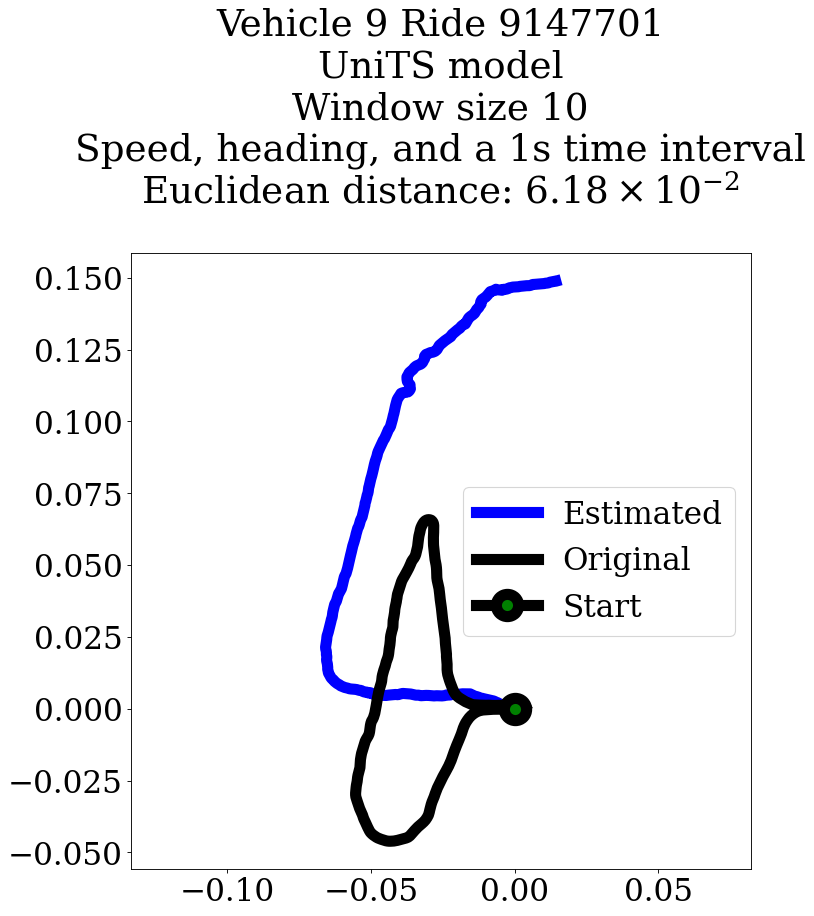 Vehicle 9 Ride 9147701
UniTS model
Window size 10
Speed, heading, and a 1s time interval
Euclidean distance: 6.18 × 10⁻²
0.150
0.125
0.100
0.075
0.050
0.025
0.000
−0.025
−0.050
Estimated
Original
Start
−0.10
−0.05
0.00
0.05